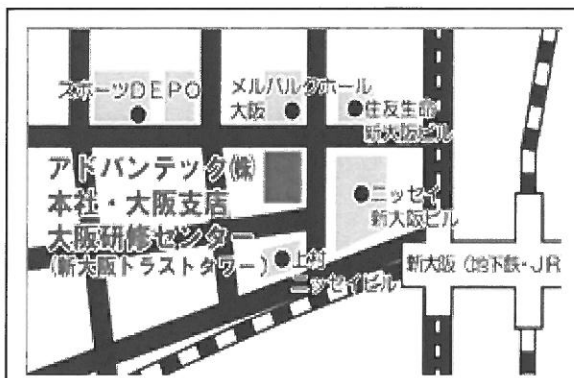 スポーツDEPO
メルパルクホール
大阪
住友生命
新大阪ビル
アドバンテック㈱
本社・大阪支店
大阪研修センター
(新大阪トラストタワー)
ニッセイ
新大阪ビル
上村
ニッセイビル
新大阪(地下鉄・JR